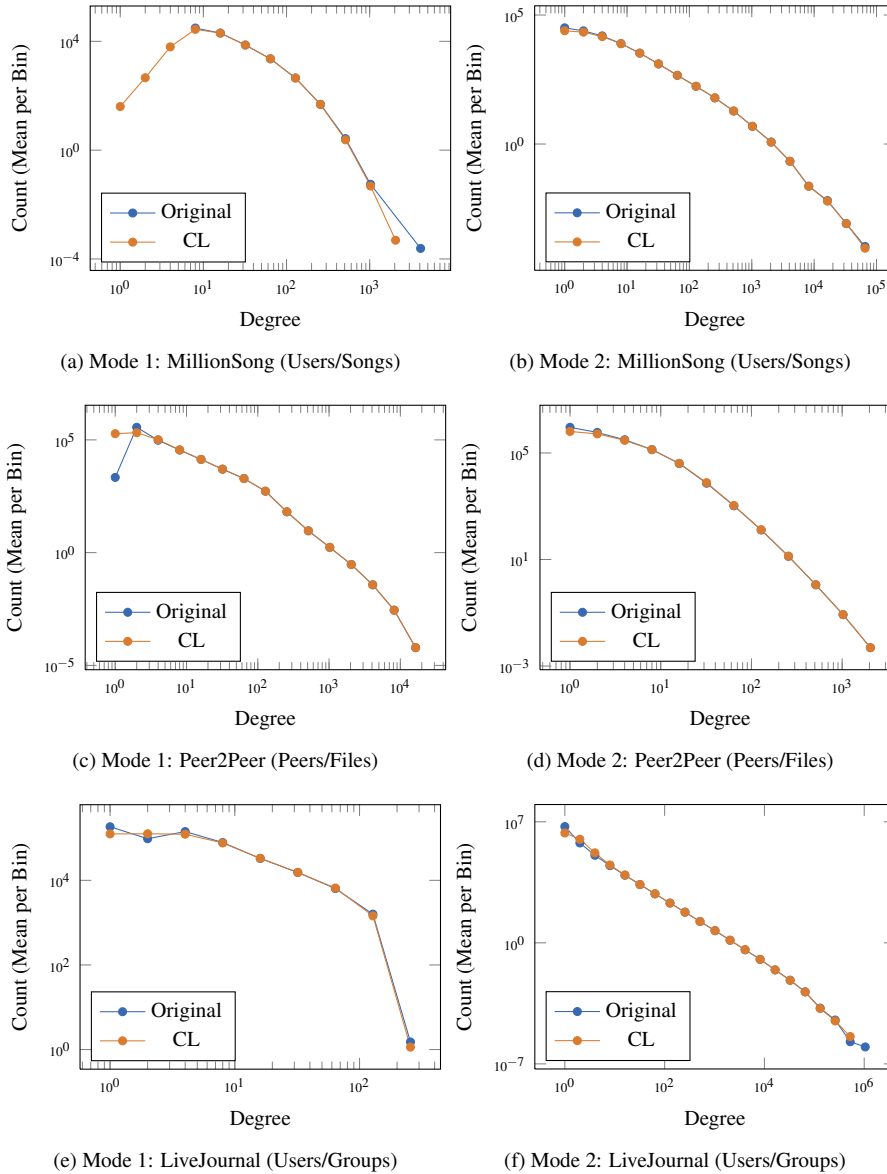 10^4
10^0
10^-4
Count (Mean per Bin)
Original
CL
10^0 10^1 10^2 10^3
Degree
(a) Mode 1: MillionSong (Users/Songs)
10^5
10^0
Count (Mean per Bin)
Original
CL
10^0 10^1 10^2 10^3 10^4 10^5
Degree
(b) Mode 2: MillionSong (Users/Songs)
10^5
10^0
10^-5
Count (Mean per Bin)
Original
CL
10^0 10^1 10^2 10^3 10^4
Degree
(c) Mode 1: Peer2Peer (Peers/Files)
10^5
10^1
10^-3
Count (Mean per Bin)
Original
CL
10^0 10^1 10^2 10^3
Degree
(d) Mode 2: Peer2Peer (Peers/Files)
10^4
10^2
10^0
Count (Mean per Bin)
Original
CL
10^0 10^1 10^2
Degree
(e) Mode 1: LiveJournal (Users/Groups)
10^7
10^0
10^-7
Count (Mean per Bin)
Original
CL
10^0 10^2 10^4 10^6
Degree
(f) Mode 2: LiveJournal (Users/Groups)